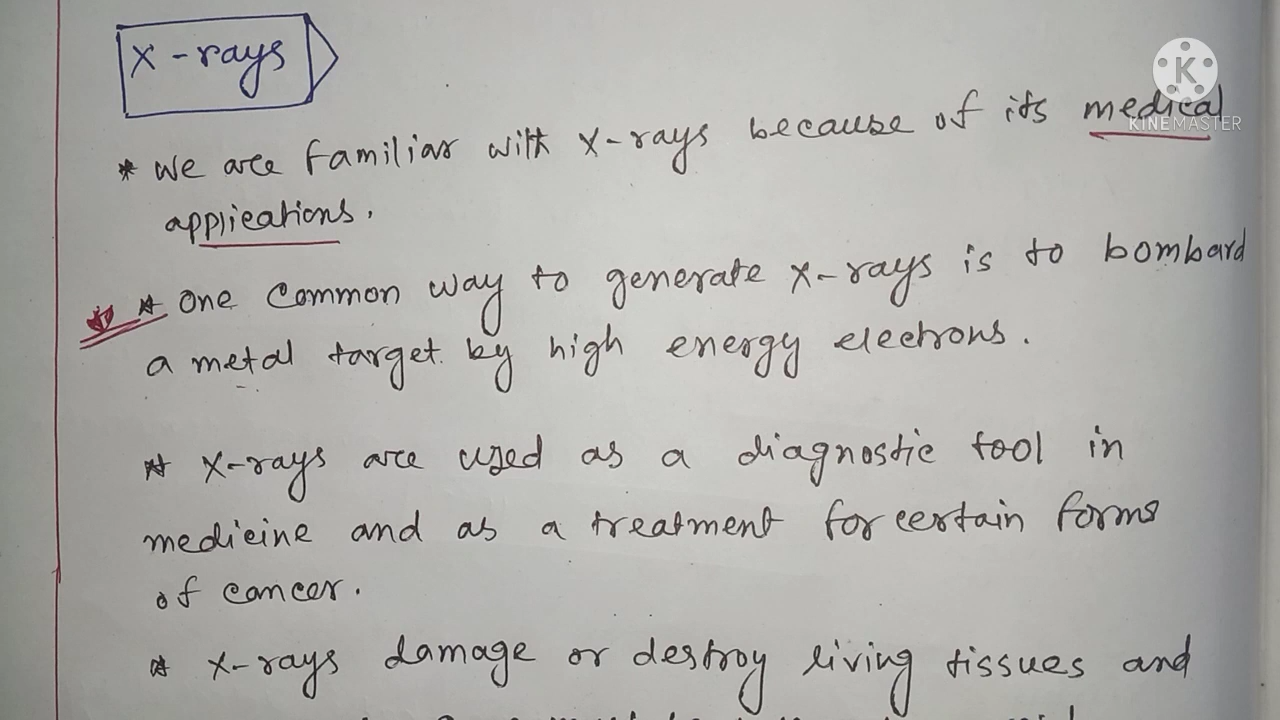 X-rays
K
KINEMASTER
* We are familiar with X-rays because of its medical
applications.
* One common way to generate X-rays is to bombard
a metal target by high energy electrons.
* X-rays are used as a diagnostic tool in
medicine and as a treatment for certain forms
of cancer.
* X-rays damage or destroy living tissues and